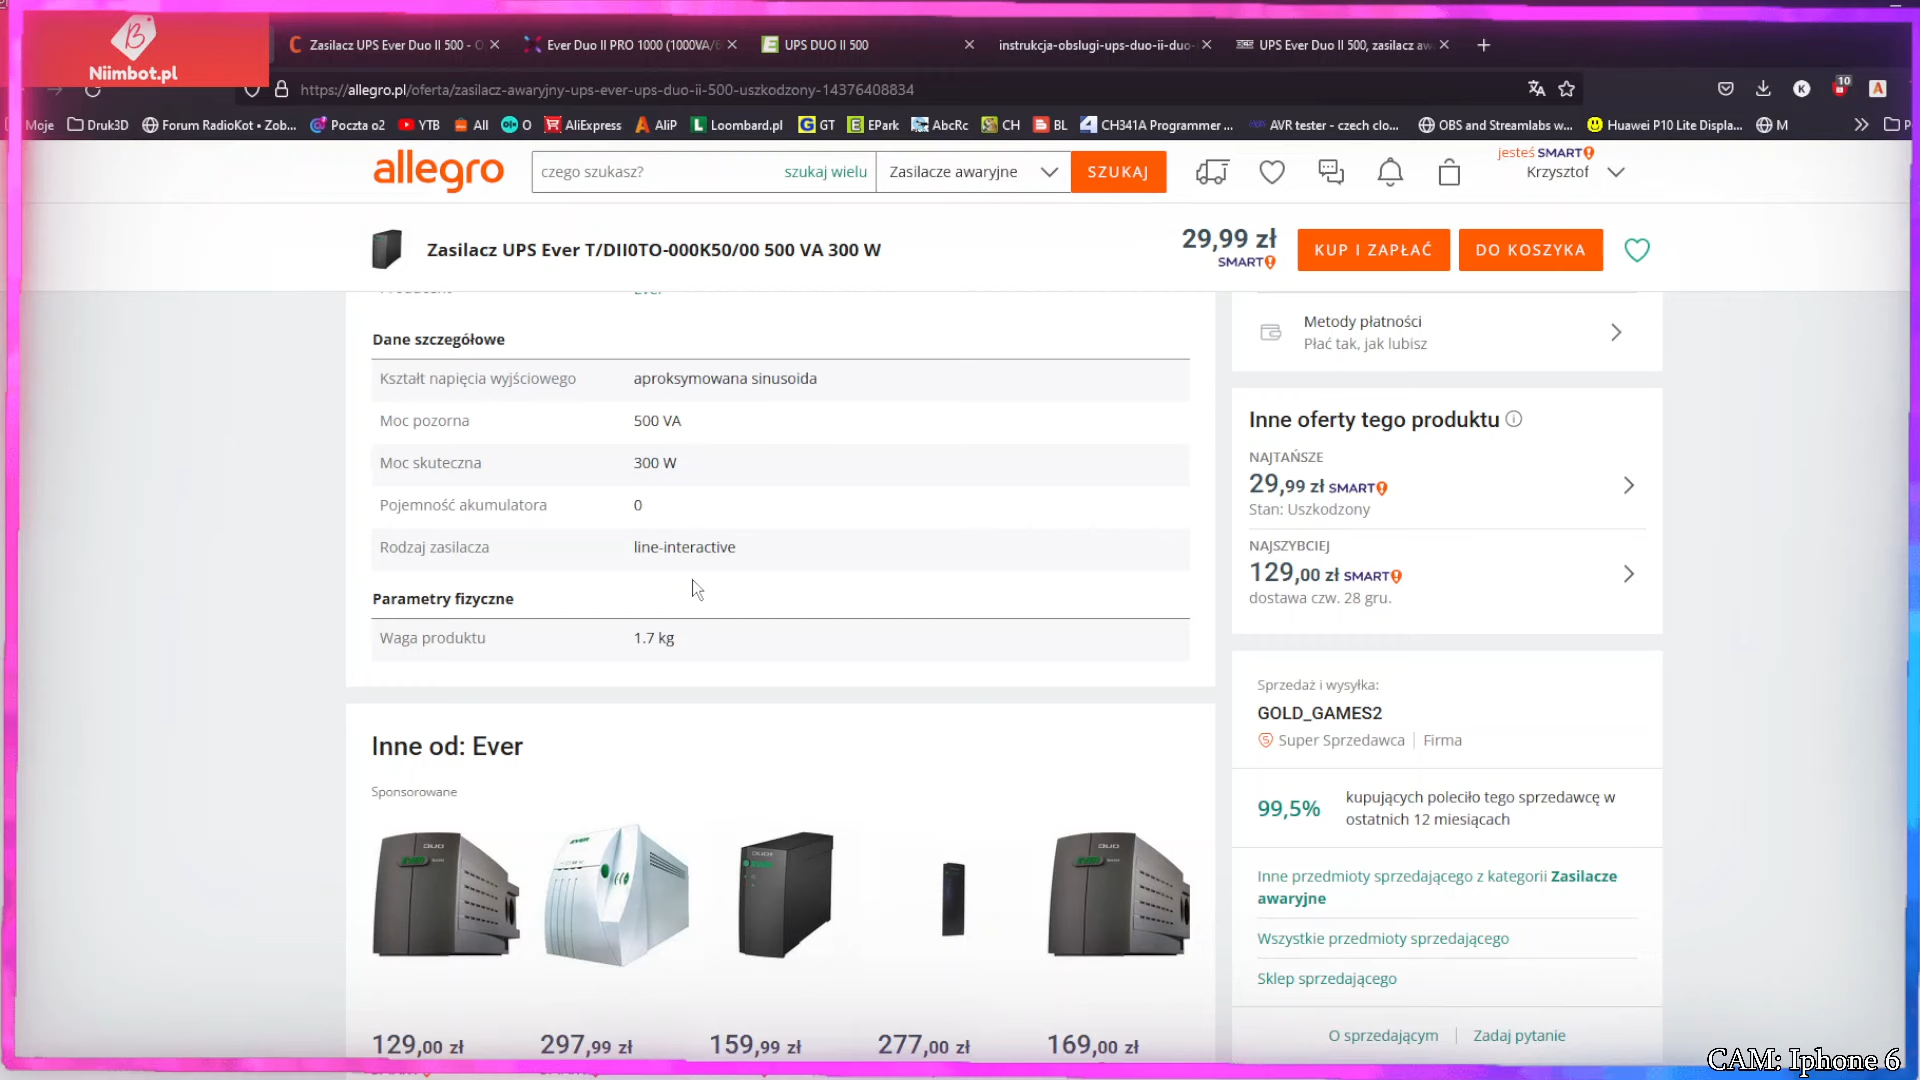 Niimbot.pl
Zasilacz UPS Ever Duo II 500 - O
Ever Duo II PRO 1000 (1000VA/6
UPS DUO II 500
instrukcja-obslugi-ups-duo-ii-duo-
UPS Ever Duo II 500, zasilacz aw
https://allegro.pl/oferta/zasilacz-awaryjny-ups-ever-ups-duo-ii-500-uszkodzony-14376408834
K
10
A
Moje
Druk3D
Forum RadioKot • Zob...
Poczta o2
YTB
All
O
AliExpress
AliP
Loombard.pl
GT
EPark
AbcRc
CH
BL
CH341A Programmer ...
AVR tester - czech clo...
OBS and Streamlabs w...
Huawei P10 Lite Displa...
M
allegro
czego szukasz?
szukaj wielu
Zasilacze awaryjne
SZUKAJ
jesteś SMART!
Krzysztof
Zasilacz UPS Ever T/DII0TO-000K50/00 500 VA 300 W
29,99 zł
SMART!
KUP I ZAPŁAĆ
DO KOSZYKA
Dane szczegółowe
Kształt napięcia wyjściowego aproksymowana sinusoida
Moc pozorna 500 VA
Moc skuteczna 300 W
Pojemność akumulatora 0
Rodzaj zasilacza line-interactive
Parametry fizyczne
Waga produktu 1.7 kg
Inne od: Ever
Sponsorowane
129,00 zł
297,99 zł
159,99 zł
277,00 zł
169,00 zł
Metody płatności
Płać tak, jak lubisz
Inne oferty tego produktu
NAJTAŃSZE
29,99 zł SMART!
Stan: Uszkodzony
NAJSZYBCIEJ
129,00 zł SMART!
dostawa czw. 28 gru.
Sprzedaż i wysyłka:
GOLD_GAMES2
Super Sprzedawca | Firma
99,5%
kupujących poleciło tego sprzedawcę w
ostatnich 12 miesiącach
Inne przedmioty sprzedającego z kategorii Zasilacze
awaryjne
Wszystkie przedmioty sprzedającego
Sklep sprzedającego
O sprzedającym | Zadaj pytanie
CAM: Iphone 6